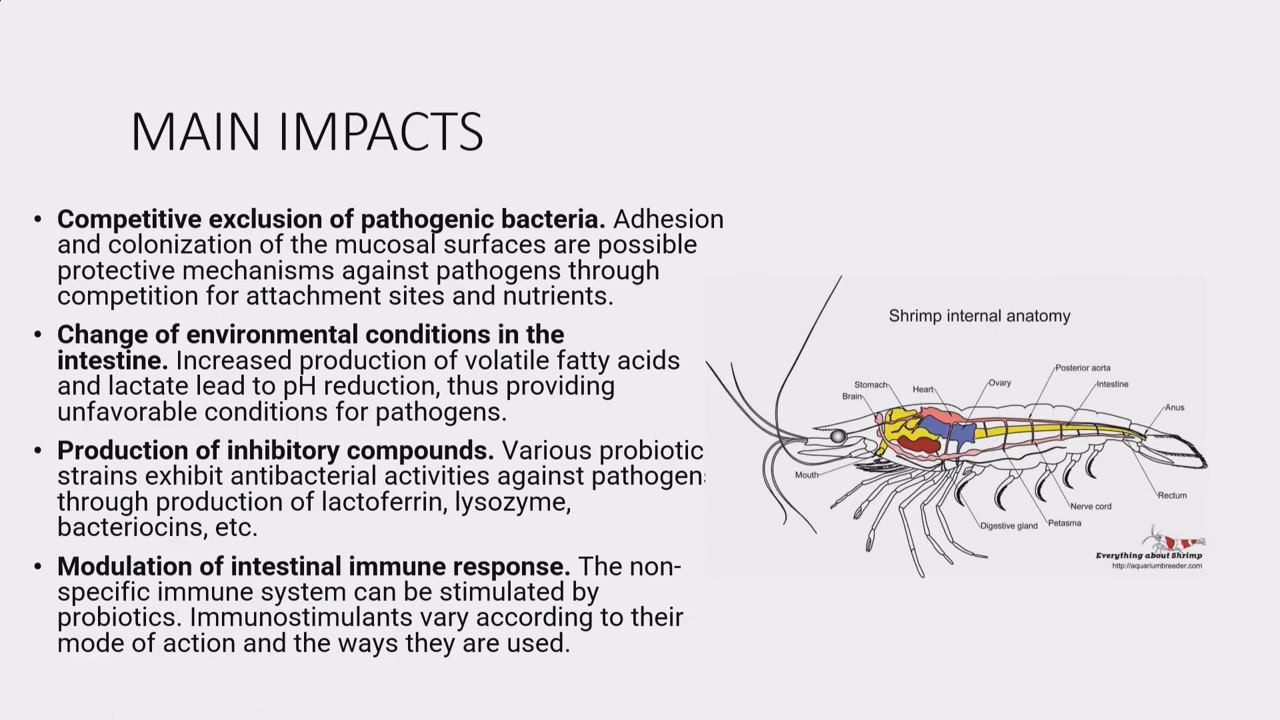 MAIN IMPACTS
• Competitive exclusion of pathogenic bacteria. Adhesion
and colonization of the mucosal surfaces are possible
protective mechanisms against pathogens through
competition for attachment sites and nutrients.
• Change of environmental conditions in the
intestine. Increased production of volatile fatty acids
and lactate lead to pH reduction, thus providing
unfavorable conditions for pathogens.
• Production of inhibitory compounds. Various probiotic
strains exhibit antibacterial activities against pathogens
through production of lactoferrin, lysozyme,
bacteriocins, etc.
• Modulation of intestinal immune response. The non-
specific immune system can be stimulated by
probiotics. Immunostimulants vary according to their
mode of action and the ways they are used.
Shrimp internal anatomy
Posterior aorta
Stomach
Heart
Ovary
Intestine
Brain
Anus
Mouth
Rectum
Nerve cord
Digestive gland
Petasma
Everything about Shrimp
http://aquariumbreeder.com